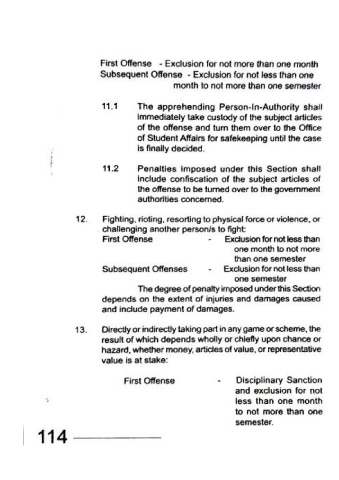 First Offense - Exclusion for not more than one month
Subsequent Offense - Exclusion for not less than one
month to not more than one semester
11.1 The apprehending Person-In-Authority shall
immediately take custody of the subject articles
of the offense and turn them over to the Office
of Student Affairs for safekeeping until the case
is finally decided.
11.2 Penalties imposed under this Section shall
include confiscation of the subject articles of
the offense to be turned over to the government
authorities concerned.
12. Fighting, rioting, resorting to physical force or violence, or
challenging another person/s to fight:
First Offense - Exclusion for not less than
one month to not more
than one semester
Subsequent Offenses - Exclusion for not less than
one semester
The degree of penalty imposed under this Section
depends on the extent of injuries and damages caused
and include payment of damages.
13. Directly or indirectly taking part in any game or scheme, the
result of which depends wholly or chiefly upon chance or
hazard, whether money, articles of value, or representative
value is at stake:
First Offense - Disciplinary Sanction
and exclusion for not
less than one month
to not more than one
semester.
114